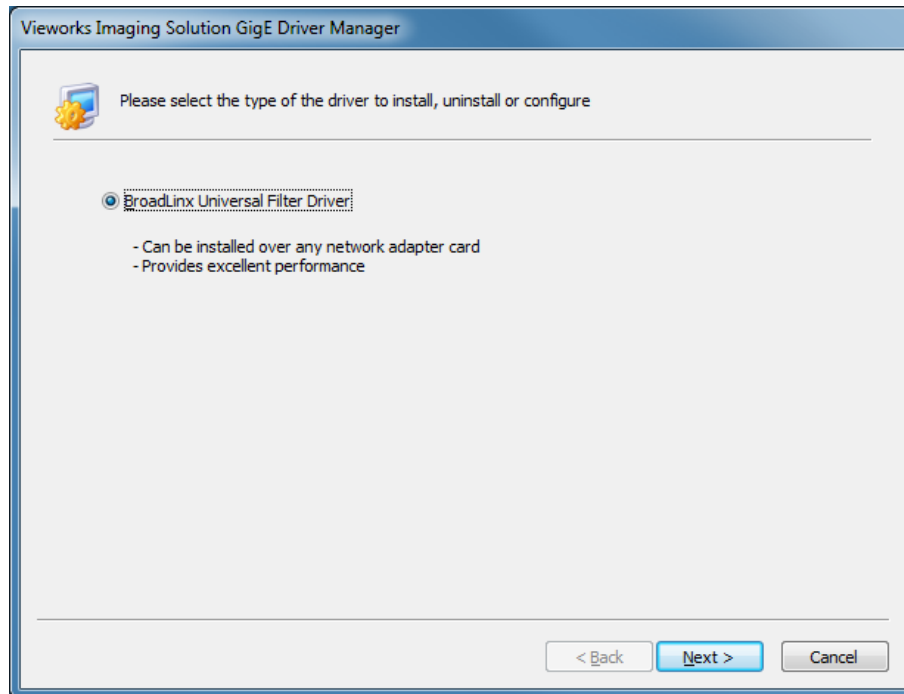 Vieworks Imaging Solution GigE Driver Manager
Please select the type of the driver to install, uninstall or configure
BroadLinx Universal Filter Driver
- Can be installed over any network adapter card
- Provides excellent performance
< Back
Next >
Cancel